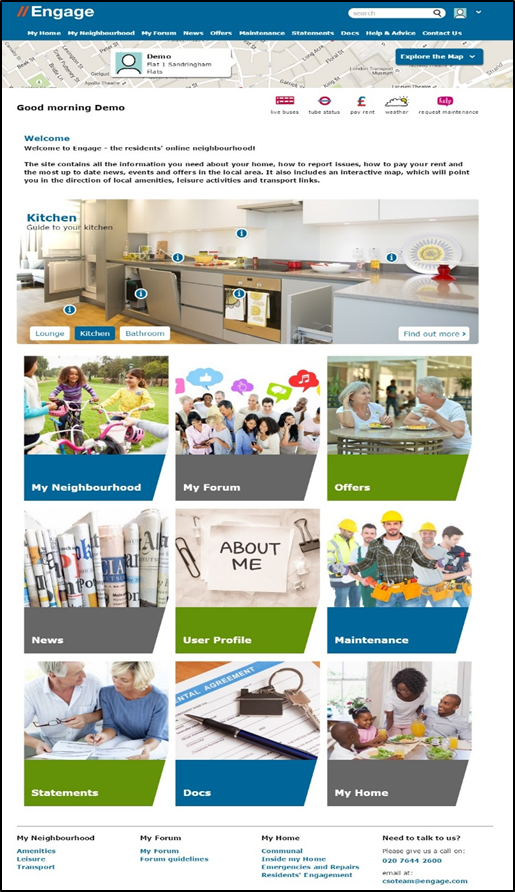 //Engage
search
My Home My Neighbourhood My Forum News Offers Maintenance Statements Docs Help & Advice Contact Us
Demo
Flat 1 Sandringham
Flats
Explore the Map
Good morning Demo
live buses tube status pay rent weather request maintenance
help
Welcome
Welcome to Engage - the residents' online neighbourhood!
The site contains all the information you need about your home, how to report issues, how to pay your rent and
the most up to date news, events and offers in the local area. It also includes an interactive map, which will point
you in the direction of local amenities, leisure activities and transport links.
Kitchen
Guide to your kitchen
Lounge Kitchen Bathroom Find out more >
My Neighbourhood My Forum Offers
ABOUT
ME
News User Profile Maintenance
NTAL AGREEMENT
Statements Docs My Home
My Neighbourhood My Forum My Home Need to talk to us?
Amenities My Forum Communal Please give us a call on:
Leisure Forum guidelines Inside my Home 020 7644 2600
Transport Emergencies and Repairs email at:
Residents' Engagement csoteam@engage.com